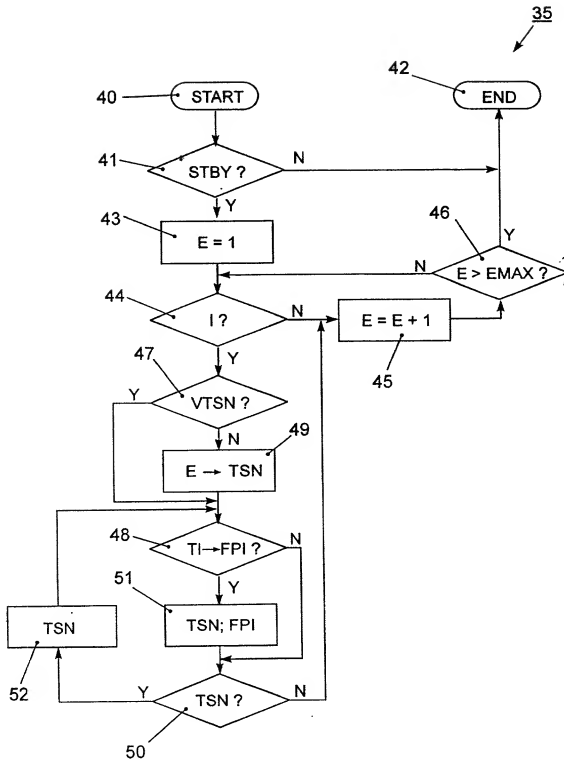 35
42
40
START
END
41
STBY ?
N
Y
46
43
E = 1
Y
N
E > EMAX ?
44
I ?
N
E = E + 1
45
Y
47
Y
VTSN ?
49
N
E → TSN
48
TI→FPI ?
N
51
Y
TSN
TSN; FPI
52
Y
TSN ?
N
50